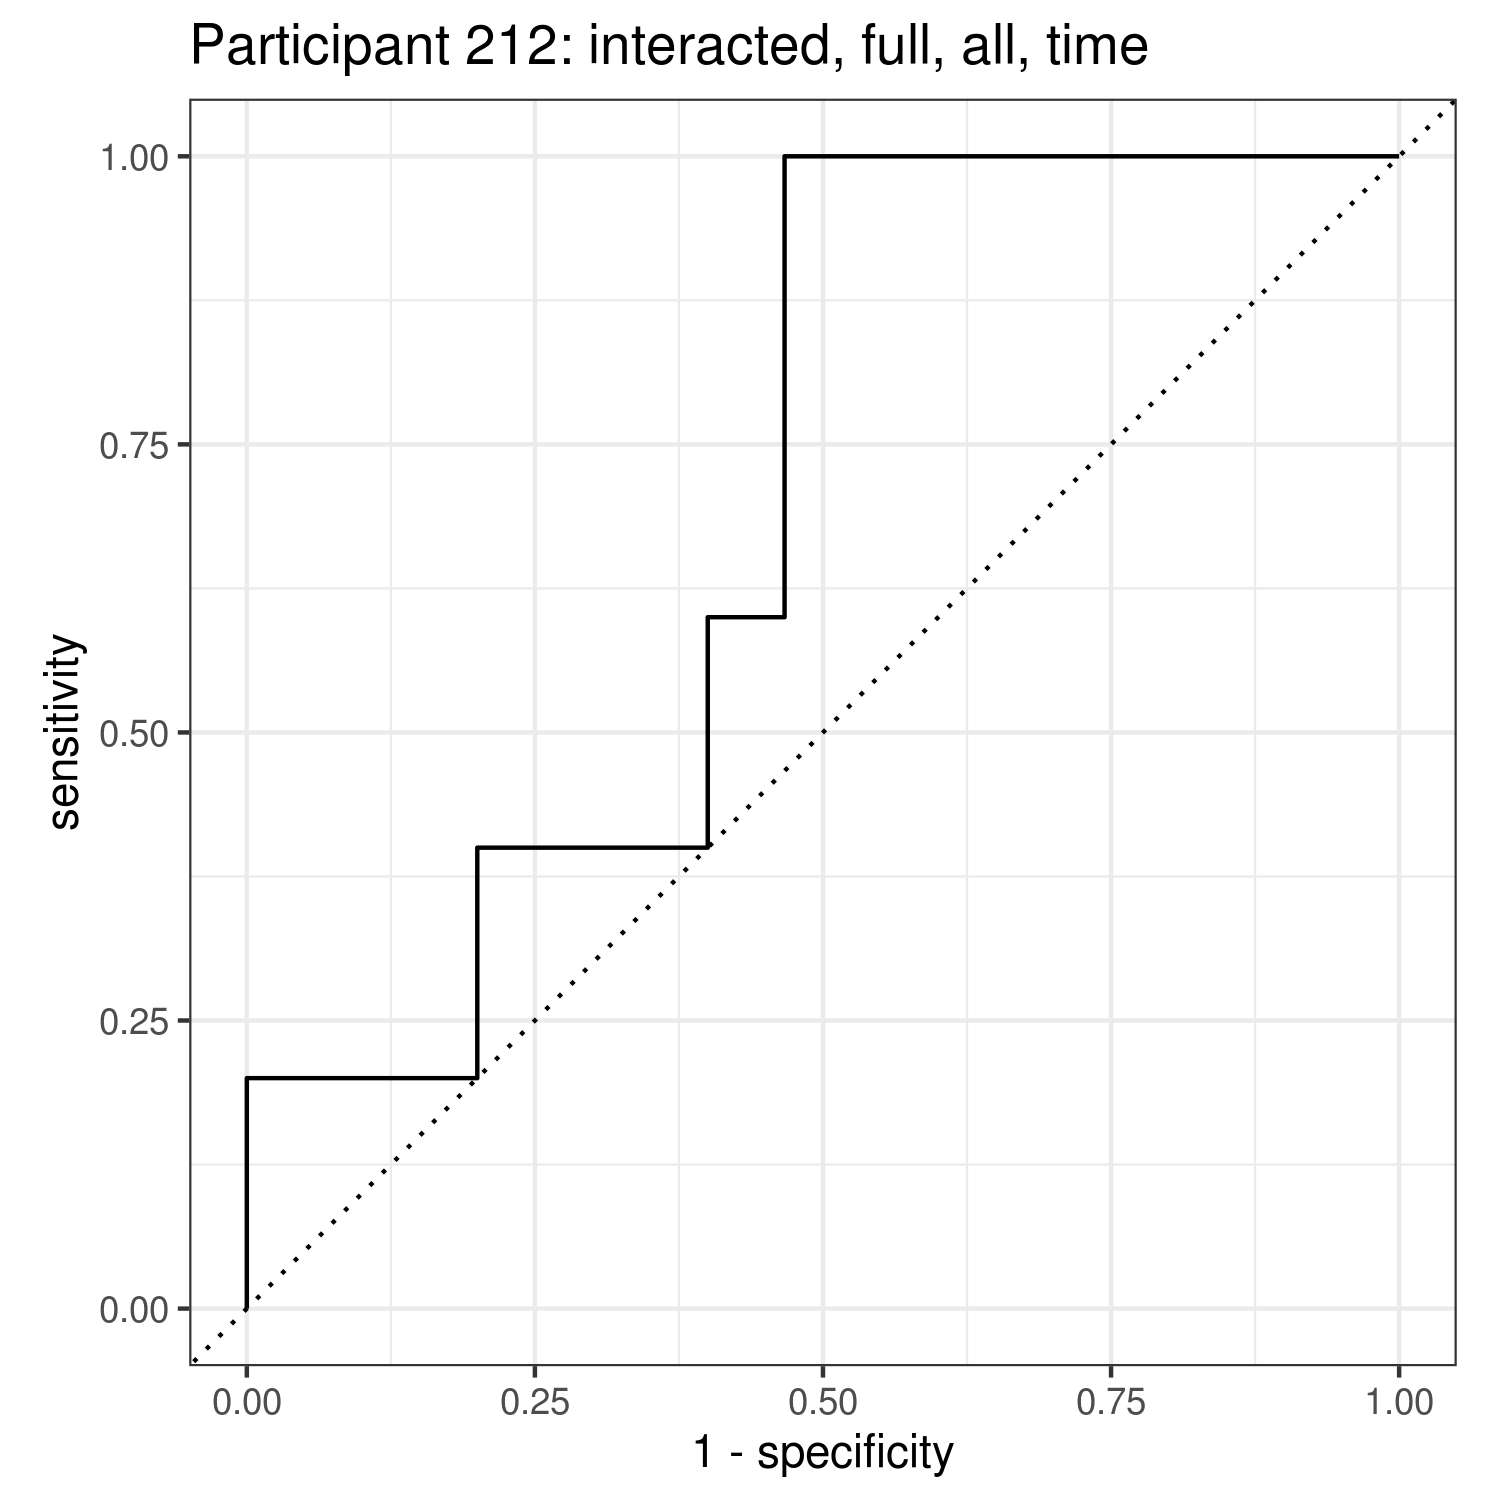 Participant 212: interacted, full, all, time
1.00
0.75
0.50
0.25
0.00
sensitivity
0.00 0.25 0.50 0.75 1.00
1 - specificity